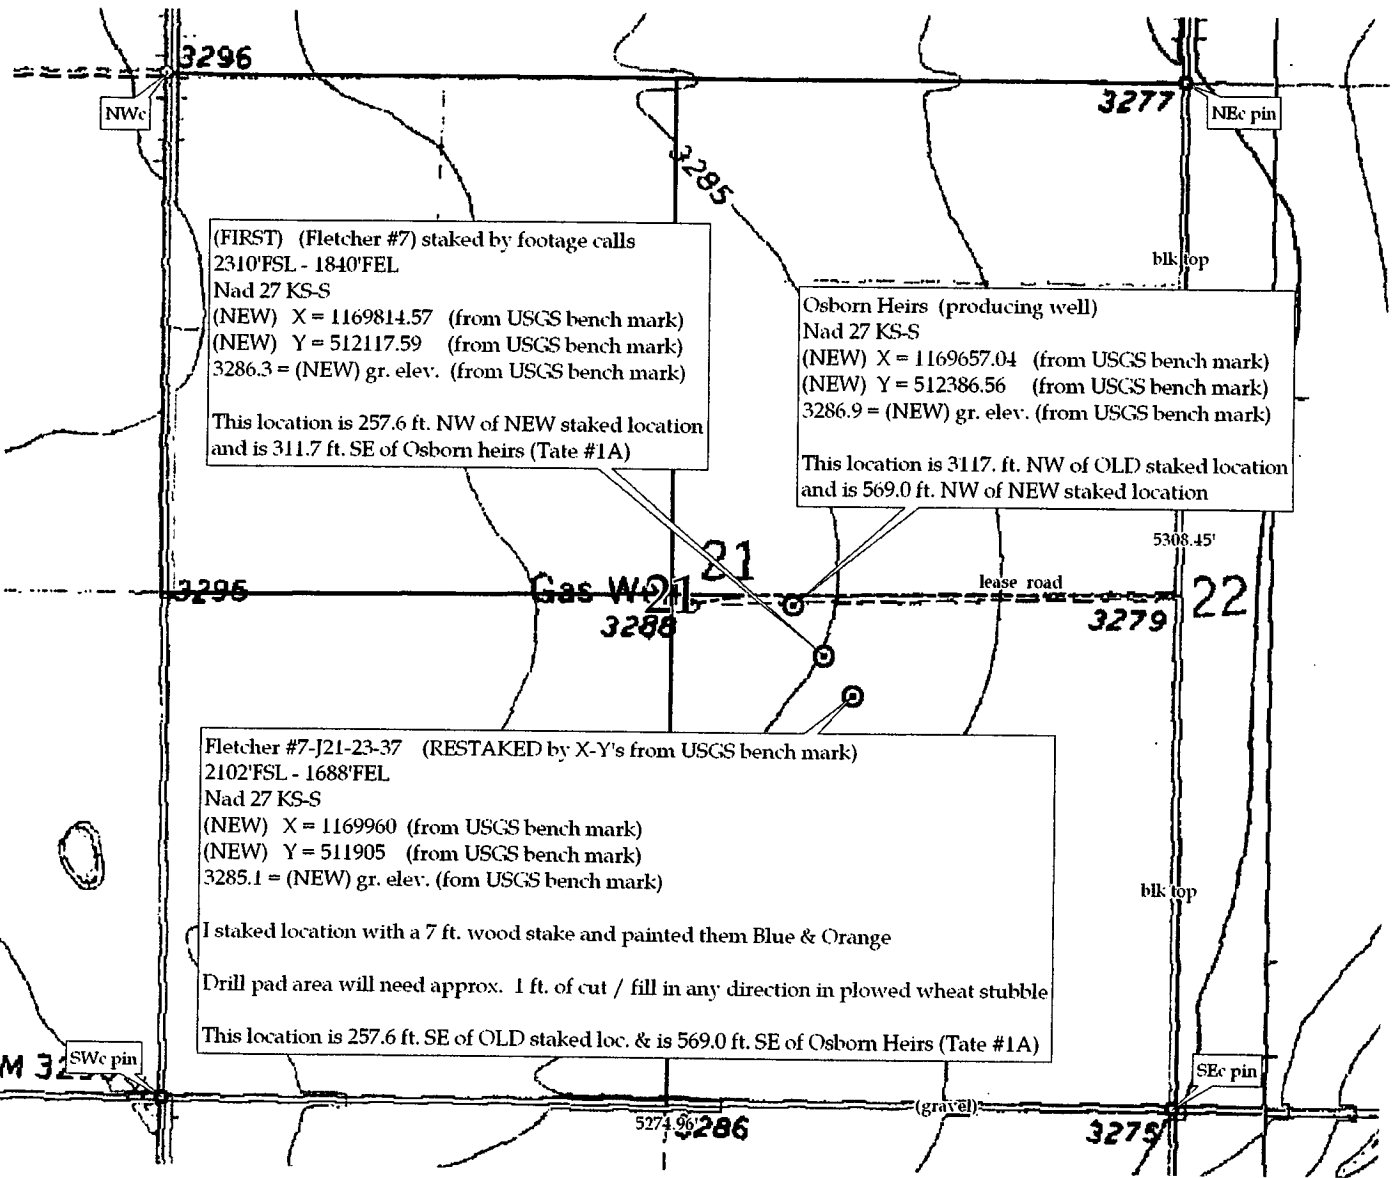 3296
NWc
3277
NEc pin
3285
blk top
(FIRST) (Fletcher #7) staked by footage calls
2310'FSL - 1840'FEL
Nad 27 KS-S
(NEW) X = 1169814.57 (from USGS bench mark)
(NEW) Y = 512117.59 (from USGS bench mark)
3286.3 = (NEW) gr. elev. (from USGS bench mark)
This location is 257.6 ft. NW of NEW staked location
and is 311.7 ft. SE of Osborn heirs (Tate #1A)
Osborn Heirs (producing well)
Nad 27 KS-S
(NEW) X = 1169657.04 (from USGS bench mark)
(NEW) Y = 512386.56 (from USGS bench mark)
3286.9 = (NEW) gr. elev. (from USGS bench mark)
This location is 3117. ft. NW of OLD staked location
and is 569.0 ft. NW of NEW staked location
5308.45'
21
lease road
3295
Gas W
21
3288
3279
22
Fletcher #7-J21-23-37 (RESTAKED by X-Y's from USGS bench mark)
2102'FSL - 1688'FEL
Nad 27 KS-S
(NEW) X = 1169960 (from USGS bench mark)
(NEW) Y = 511905 (from USGS bench mark)
3285.1 = (NEW) gr. elev. (fom USGS bench mark)
I staked location with a 7 ft. wood stake and painted them Blue & Orange
Drill pad area will need approx. 1 ft. of cut / fill in any direction in plowed wheat stubble
This location is 257.6 ft. SE of OLD staked loc. & is 569.0 ft. SE of Osborn Heirs (Tate #1A)
blk top
SWc pin
M
SEc pin
(gravel)
5274.96'
3286
3275